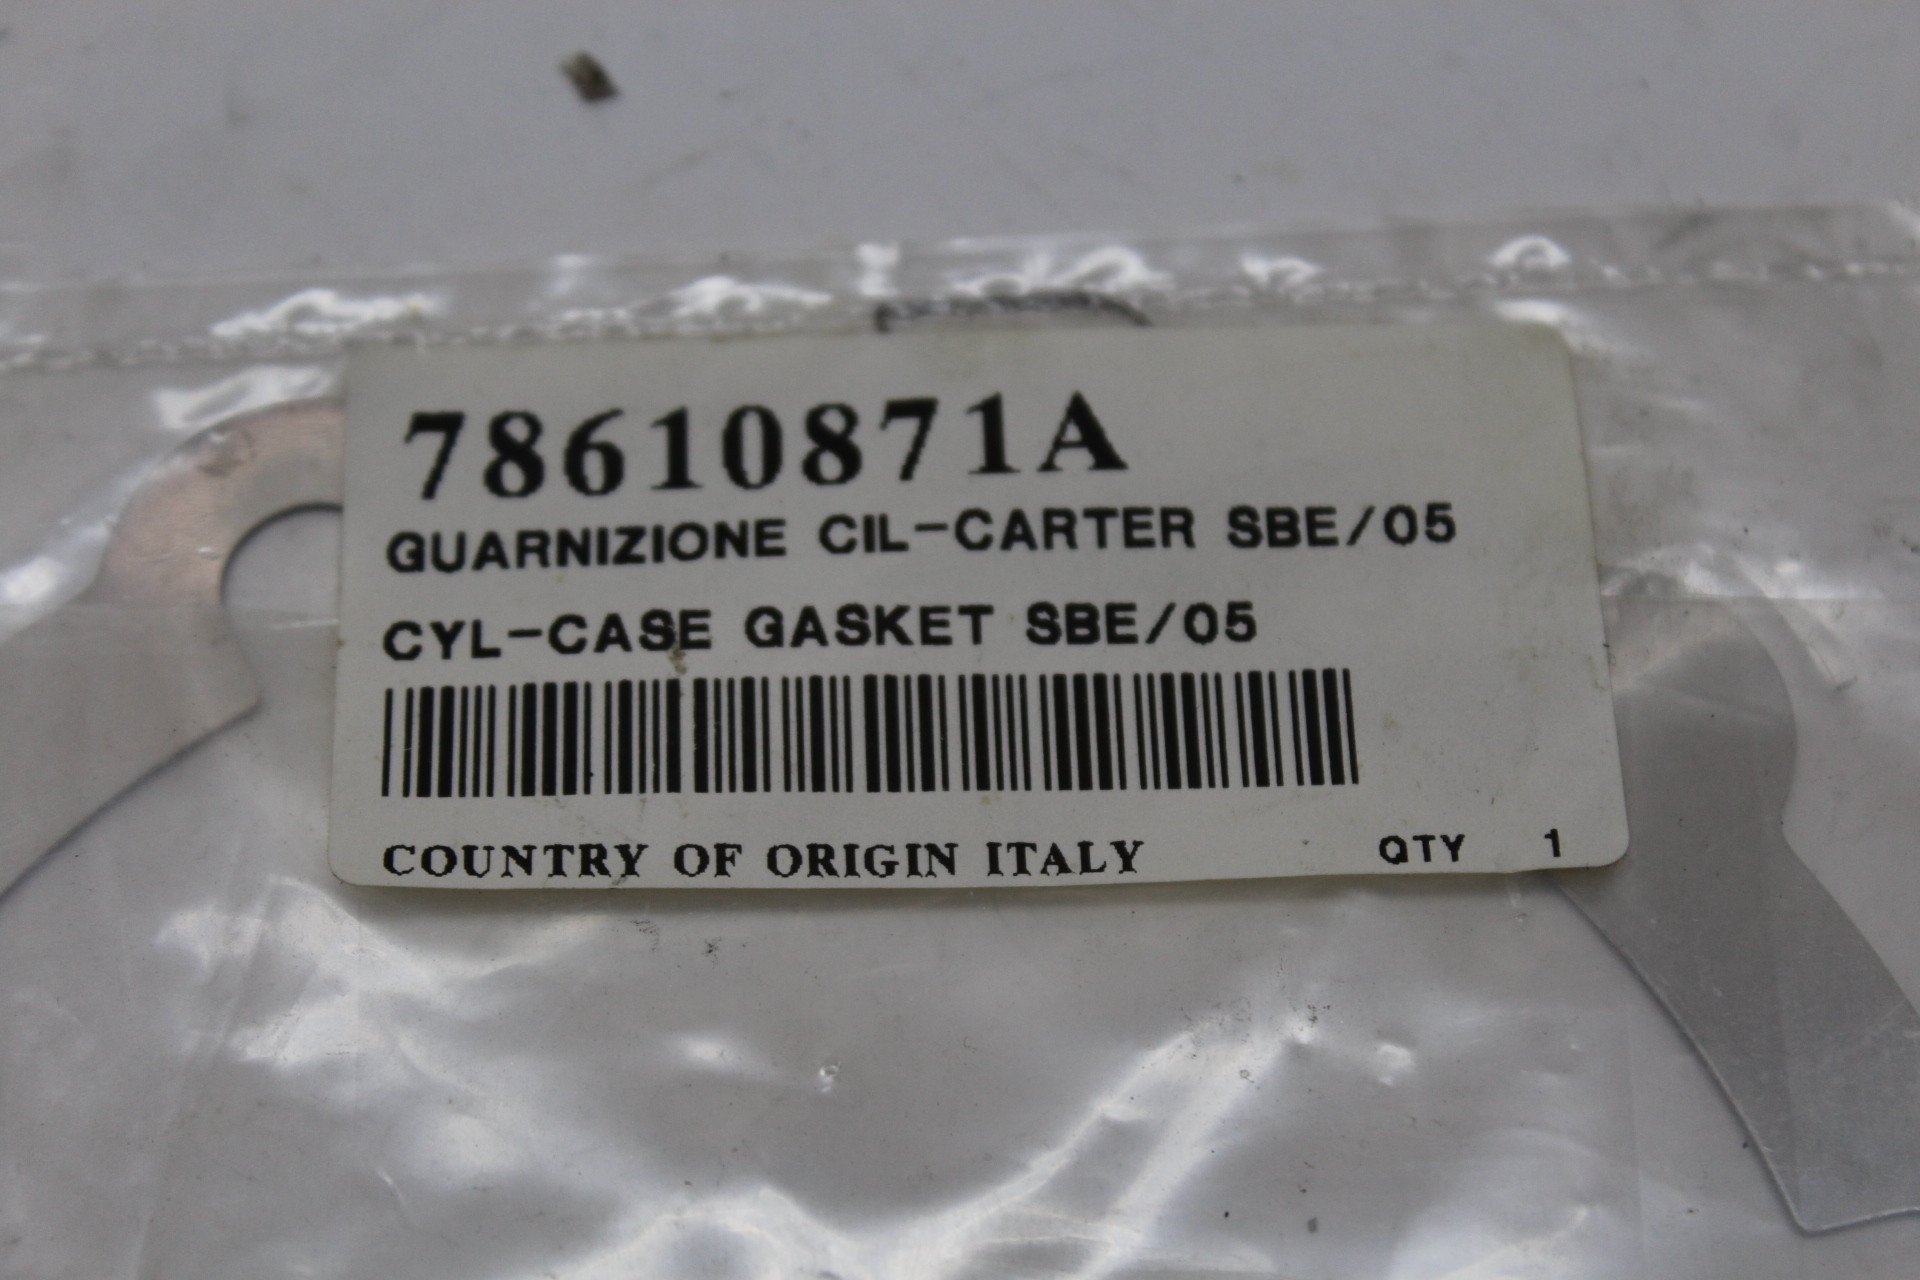 78610871A
GUARNIZIONE CIL-CARTER SBE/05
CYL-CASE GASKET SBE/05
COUNTRY OF ORIGIN ITALY QTY 1